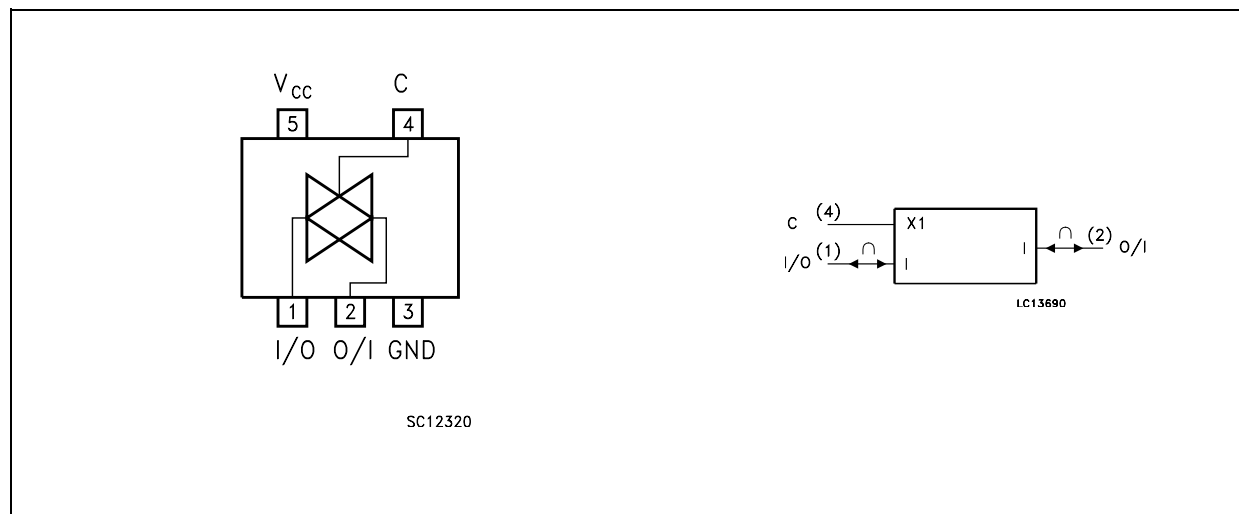 VCC C
5 4
1 2 3
I/O O/I GND
SC12320
C (4) X1
I/O (1) ∩ I
I ∩ (2) O/I
LC13690